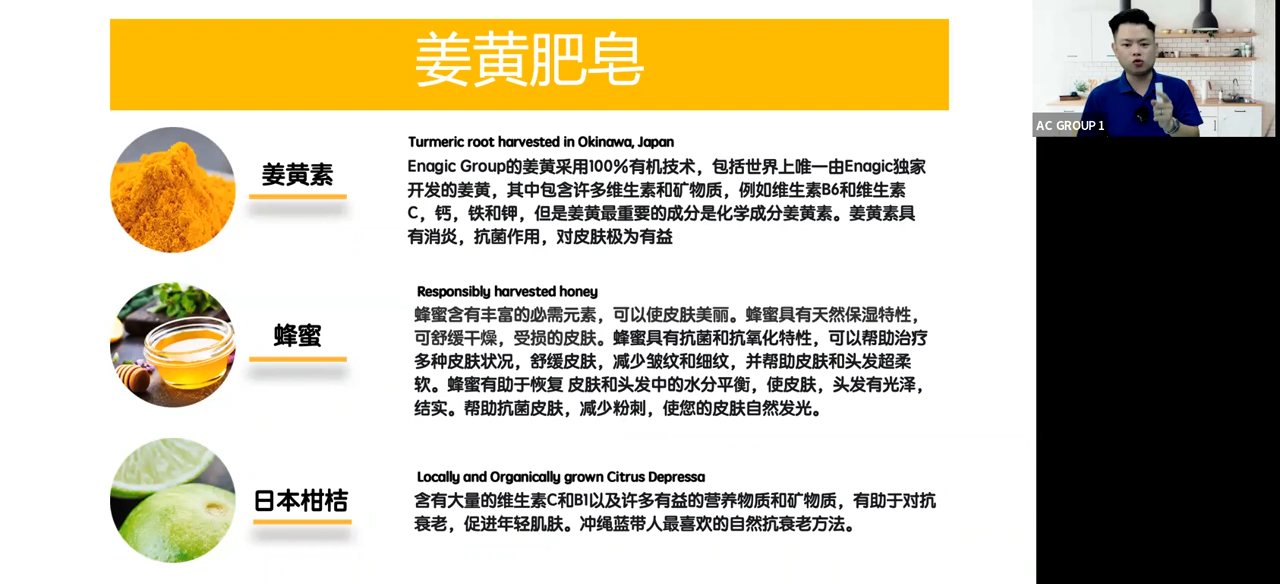 姜黄肥皂
AC GROUP 1
姜黄素
Turmeric root harvested in Okinawa, Japan
Enagic Group的姜黄采用100%有机技术，包括世界上唯一由Enagic独家
开发的姜黄，其中包含许多维生素和矿物质，例如维生素B6和维生素
C，钙，铁和钾，但是姜黄最重要的成分是化学成分姜黄素。姜黄素具
有消炎，抗菌作用，对皮肤极为有益
蜂蜜
Responsibly harvested honey
蜂蜜含有丰富的必需元素，可以使皮肤美丽。蜂蜜具有天然保湿特性，
可舒缓干燥，受损的皮肤。蜂蜜具有抗菌和抗氧化特性，可以帮助治疗
多种皮肤状况，舒缓皮肤，减少皱纹和细纹，并帮助皮肤和头发超柔
软。蜂蜜有助于恢复 皮肤和头发中的水分平衡，使皮肤，头发有光泽，
结实。帮助抗菌皮肤，减少粉刺，使您的皮肤自然发光。
日本柑桔
Locally and Organically grown Citrus Depressa
含有大量的维生素C和B1以及许多有益的营养物质和矿物质，有助于对抗
衰老，促进年轻肌肤。冲绳蓝带人最喜欢的自然抗衰老方法。